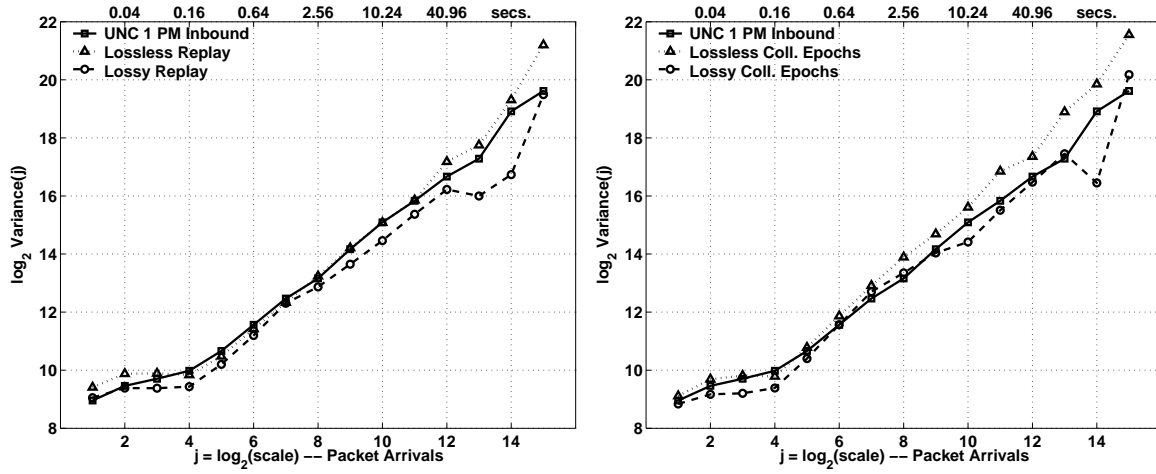 0.04 0.16 0.64 2.56 10.24 40.96 secs.
22
UNC 1 PM Inbound
Lossless Replay
Lossy Replay
20
18
16
14
12
10
8
log2 Variance(j)
2 4 6 8 10 12 14
j = log2(scale) −− Packet Arrivals
0.04 0.16 0.64 2.56 10.24 40.96 secs.
22
UNC 1 PM Inbound
Lossless Coll. Epochs
Lossy Coll. Epochs
20
18
16
14
12
10
8
log2 Variance(j)
2 4 6 8 10 12 14
j = log2(scale) −− Packet Arrivals